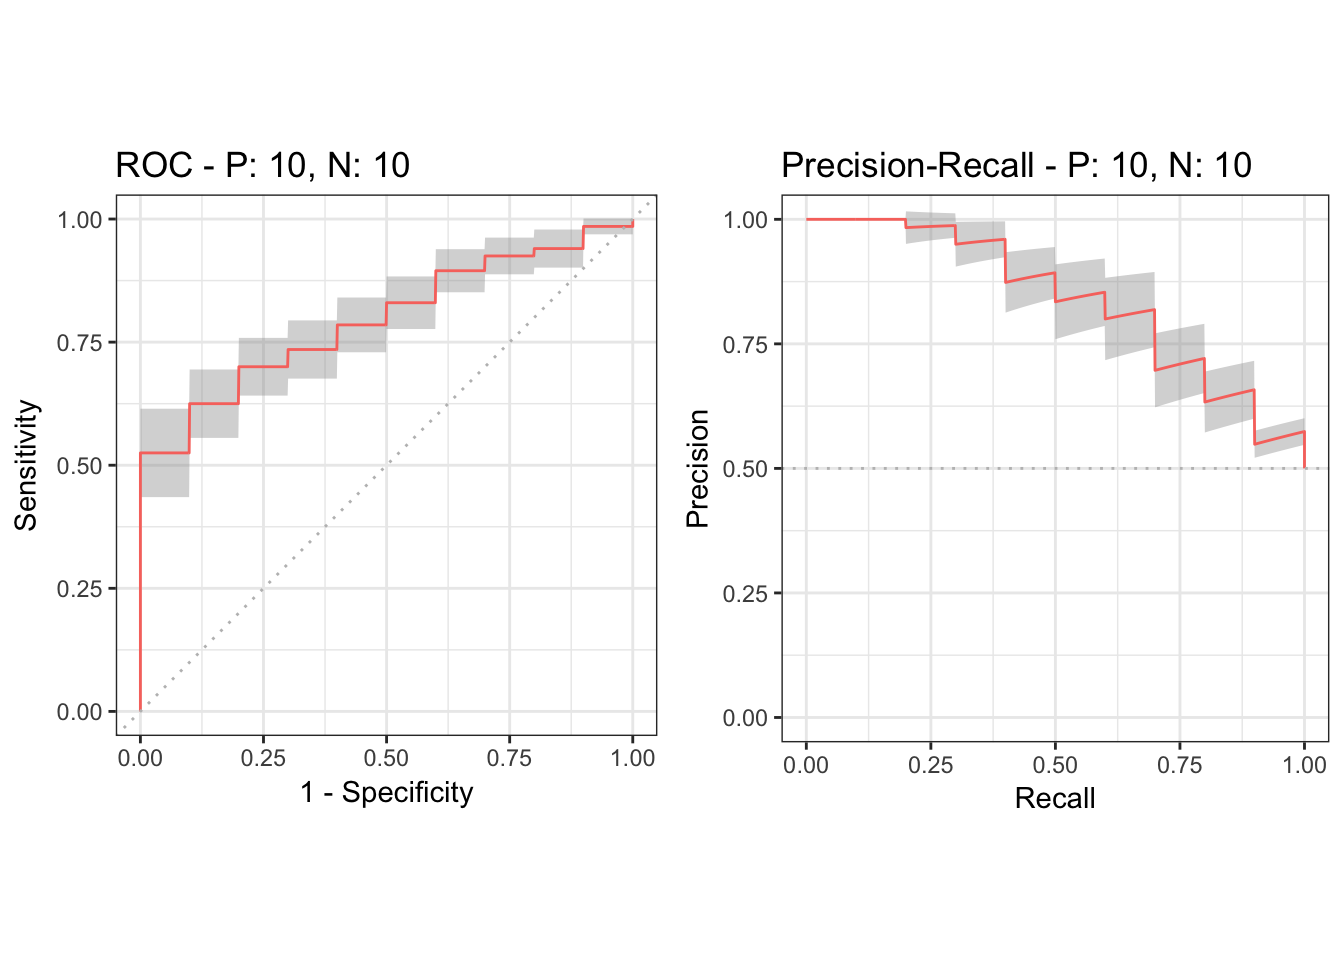 ROC - P: 10, N: 10
1.00
0.75
0.50
0.25
0.00
Sensitivity
0.00 0.25 0.50 0.75 1.00
1 - Specificity
Precision-Recall - P: 10, N: 10
1.00
0.75
0.50
0.25
0.00
Precision
0.00 0.25 0.50 0.75 1.00
Recall